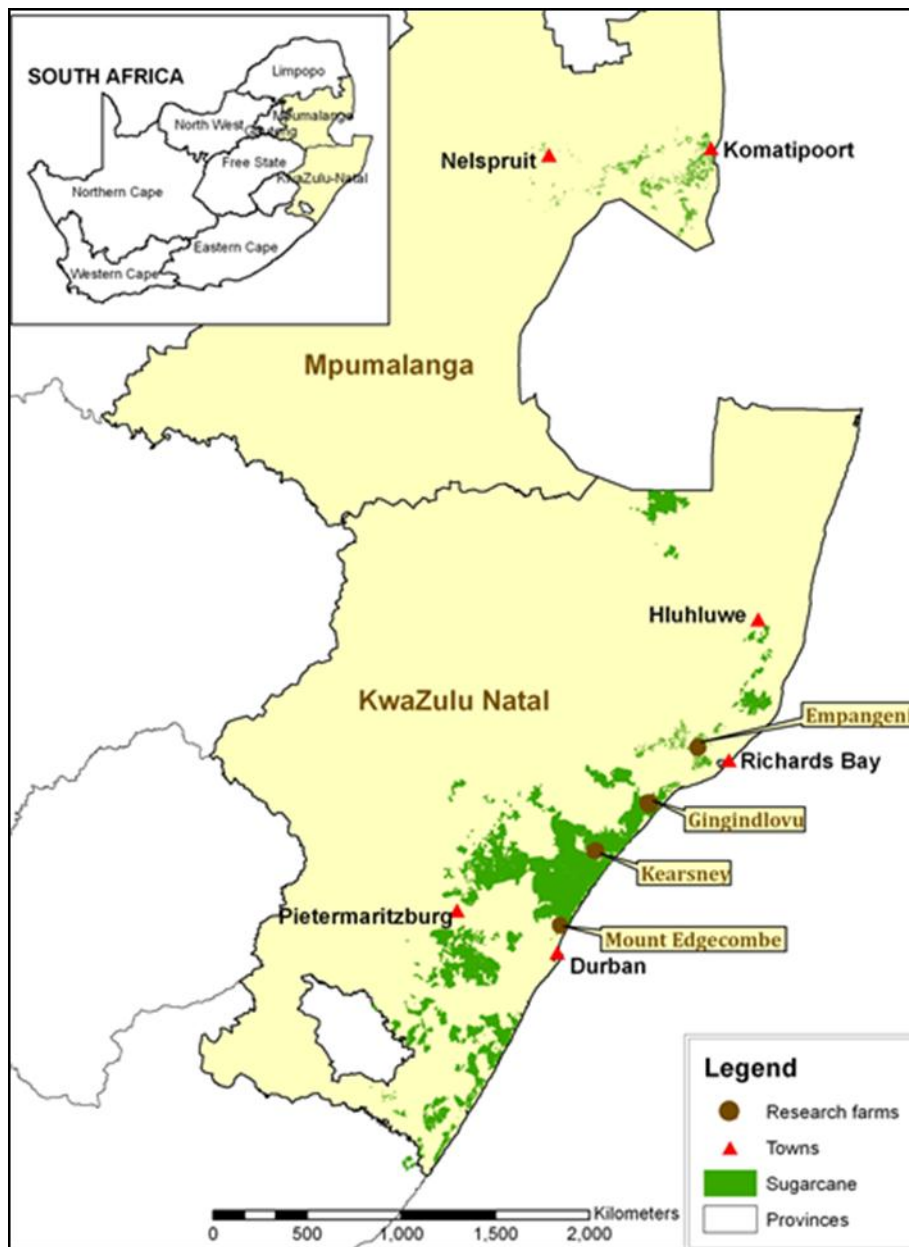 SOUTH AFRICA
Limpopo
Mpumalanga
North West
Gauteng
Free State
KwaZulu-Natal
Northern Cape
Eastern Cape
Western Cape
Nelspruit
Komatipoort
Mpumalanga
Hluhluwe
KwaZulu Natal
Empangeni
Richards Bay
Gingindlovu
Kearsney
Pietermaritzburg
Mount Edgecombe
Durban
Legend
Research farms
Towns
Sugarcane
Provinces
Kilometers
0 500 1,000 2,000